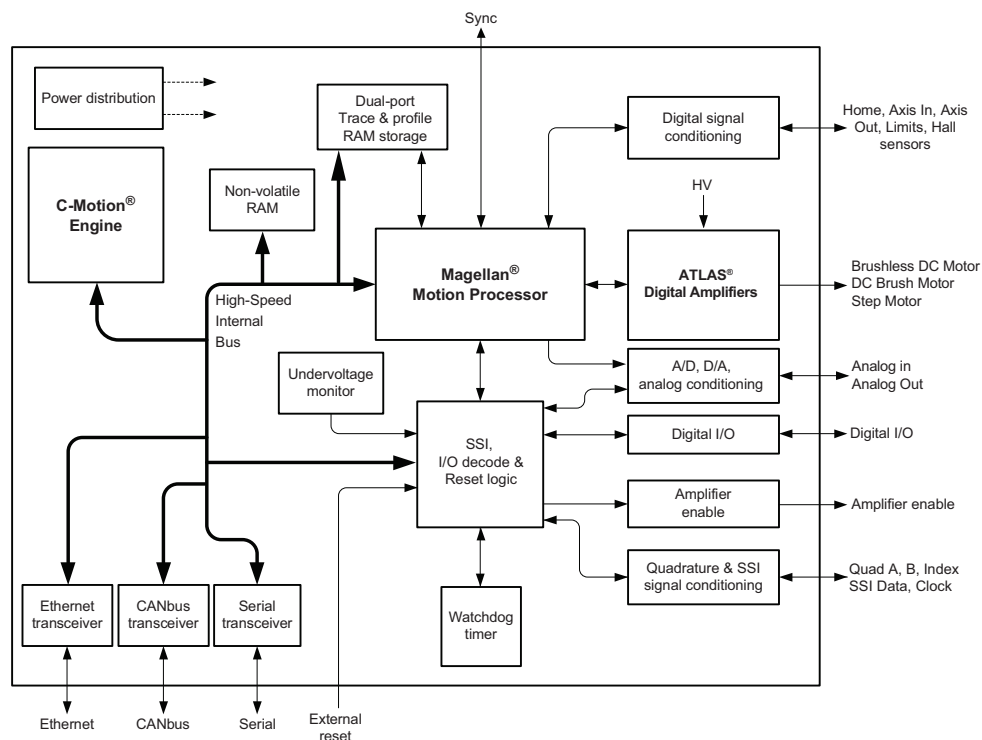 Sync
Power distribution
Dual-port
Trace & profile
RAM storage
Digital signal
conditioning
Home, Axis In, Axis
Out, Limits, Hall
sensors
C-Motion®
Engine
Non-volatile
RAM
HV
Magellan®
Motion Processor
ATLAS®
Digital Amplifiers
Brushless DC Motor
DC Brush Motor
Step Motor
High-Speed
Internal
Bus
Undervoltage
monitor
A/D, D/A,
analog conditioning
Analog in
Analog Out
SSI,
I/O decode &
Reset logic
Digital I/O
Digital I/O
Amplifier
enable
Amplifier enable
Quadrature & SSI
signal conditioning
Quad A, B, Index
SSI Data, Clock
Ethernet
transceiver
CANbus
transceiver
Serial
transceiver
Watchdog
timer
Ethernet
CANbus
Serial
External
reset